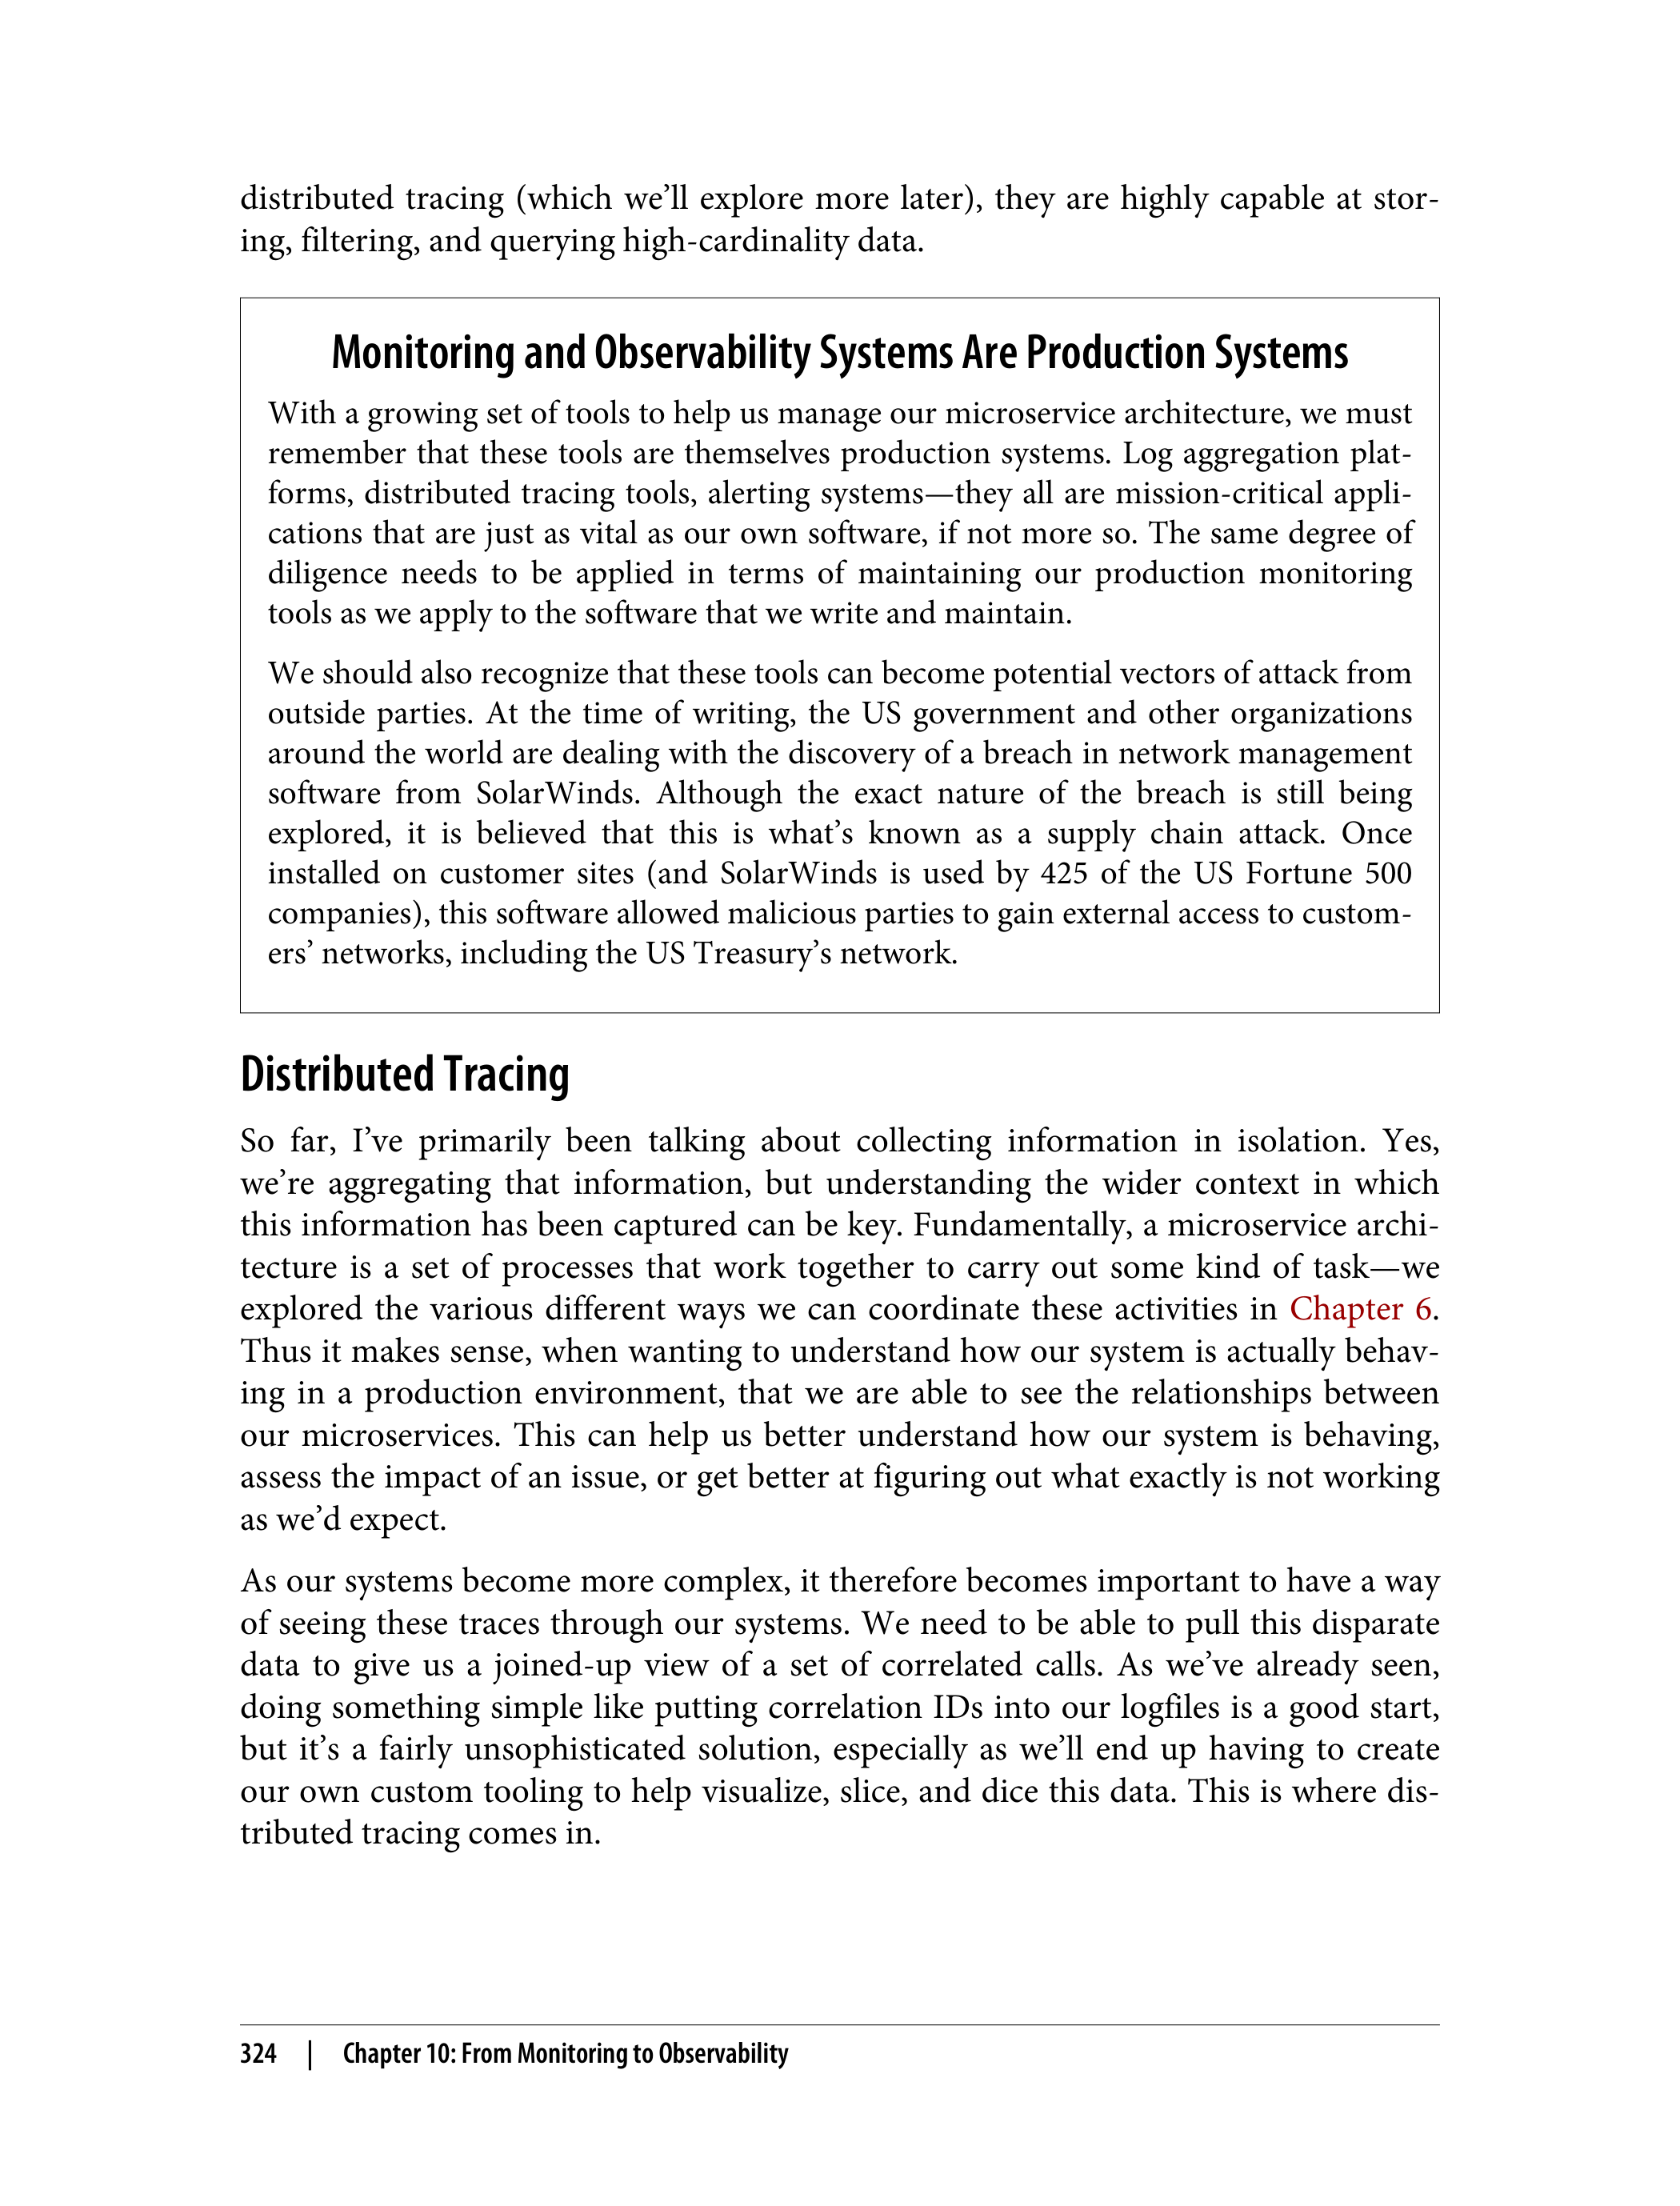 distributed tracing (which we’ll explore more later), they are highly capable at stor-
ing, filtering, and querying high-cardinality data.
Monitoring and Observability Systems Are Production Systems
With a growing set of tools to help us manage our microservice architecture, we must
remember that these tools are themselves production systems. Log aggregation plat-
forms, distributed tracing tools, alerting systems—they all are mission-critical appli-
cations that are just as vital as our own software, if not more so. The same degree of
diligence needs to be applied in terms of maintaining our production monitoring
tools as we apply to the software that we write and maintain.
We should also recognize that these tools can become potential vectors of attack from
outside parties. At the time of writing, the US government and other organizations
around the world are dealing with the discovery of a breach in network management
software from SolarWinds. Although the exact nature of the breach is still being
explored, it is believed that this is what’s known as a supply chain attack. Once
installed on customer sites (and SolarWinds is used by 425 of the US Fortune 500
companies), this software allowed malicious parties to gain external access to custom-
ers’ networks, including the US Treasury’s network.
Distributed Tracing
So far, I’ve primarily been talking about collecting information in isolation. Yes,
we’re aggregating that information, but understanding the wider context in which
this information has been captured can be key. Fundamentally, a microservice archi-
tecture is a set of processes that work together to carry out some kind of task—we
explored the various different ways we can coordinate these activities in Chapter 6.
Thus it makes sense, when wanting to understand how our system is actually behav-
ing in a production environment, that we are able to see the relationships between
our microservices. This can help us better understand how our system is behaving,
assess the impact of an issue, or get better at figuring out what exactly is not working
as we’d expect.
As our systems become more complex, it therefore becomes important to have a way
of seeing these traces through our systems. We need to be able to pull this disparate
data to give us a joined-up view of a set of correlated calls. As we’ve already seen,
doing something simple like putting correlation IDs into our logfiles is a good start,
but it’s a fairly unsophisticated solution, especially as we’ll end up having to create
our own custom tooling to help visualize, slice, and dice this data. This is where dis-
tributed tracing comes in.
324 | Chapter 10: From Monitoring to Observability